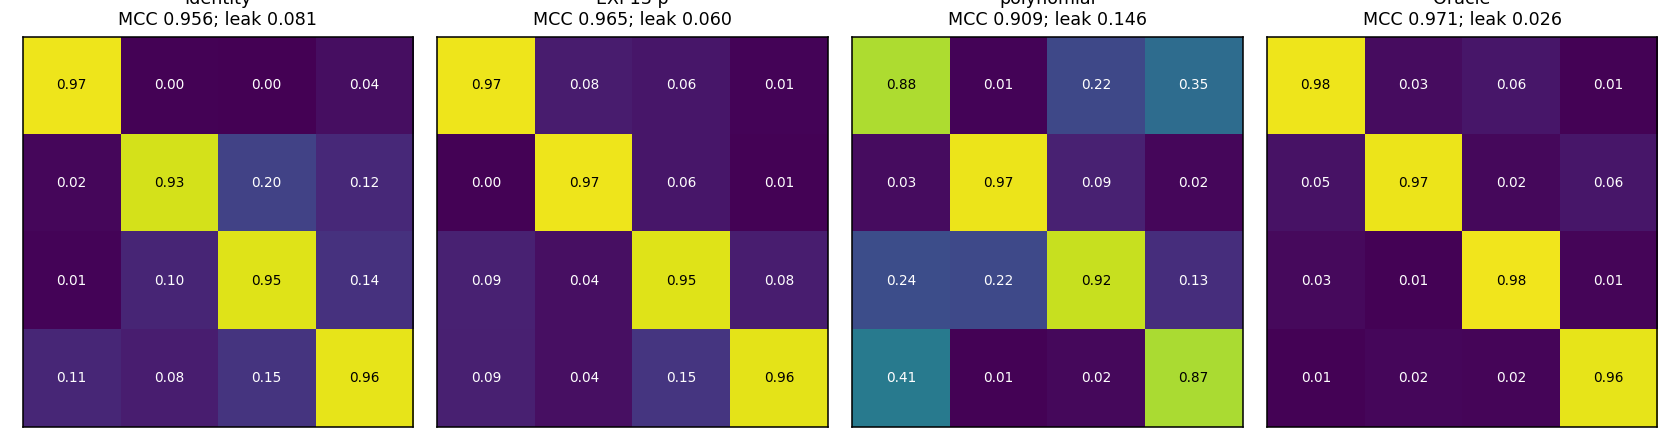 identity
MCC 0.956; leak 0.081
MCC 0.965; leak 0.060
polynomial
MCC 0.909; leak 0.146
Oracle
MCC 0.971; leak 0.026
0.97 0.00 0.00 0.04
0.02 0.93 0.20 0.12
0.01 0.10 0.95 0.14
0.11 0.08 0.15 0.96
0.97 0.08 0.06 0.01
0.00 0.97 0.06 0.01
0.09 0.04 0.95 0.08
0.09 0.04 0.15 0.96
0.88 0.01 0.22 0.35
0.03 0.97 0.09 0.02
0.24 0.22 0.92 0.13
0.41 0.01 0.02 0.87
0.98 0.03 0.06 0.01
0.05 0.97 0.02 0.06
0.03 0.01 0.98 0.01
0.01 0.02 0.02 0.96